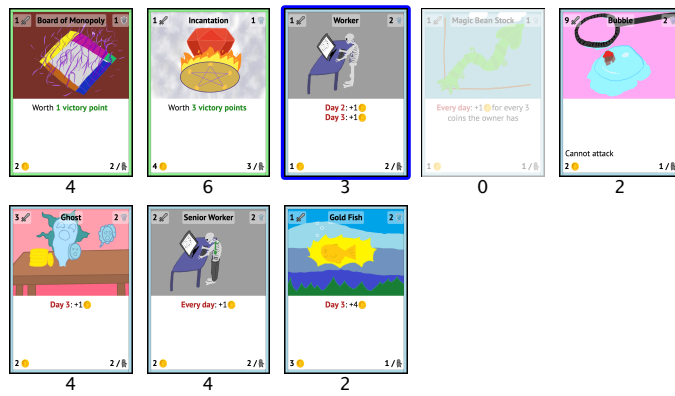 1 Board of Monopoly 1
Worth 1 victory point
2 2 /
4
1 Incantation 1
Worth 3 victory points
4 3 /
6
1 Worker 2
Day 2: +1
Day 3: +1
1 2 /
3
1 Magic Bean Stock 1
Every day: +1 for every 3
coins the owner has
1 1 /
0
9 Bubble 2
Cannot attack
2 1 /
2
3 Ghost 2
Day 3: +1
2 2 /
4
2 Senior Worker 2
Every day: +1
2 2 /
4
1 Gold Fish 2
Day 3: +4
3 1 /
2